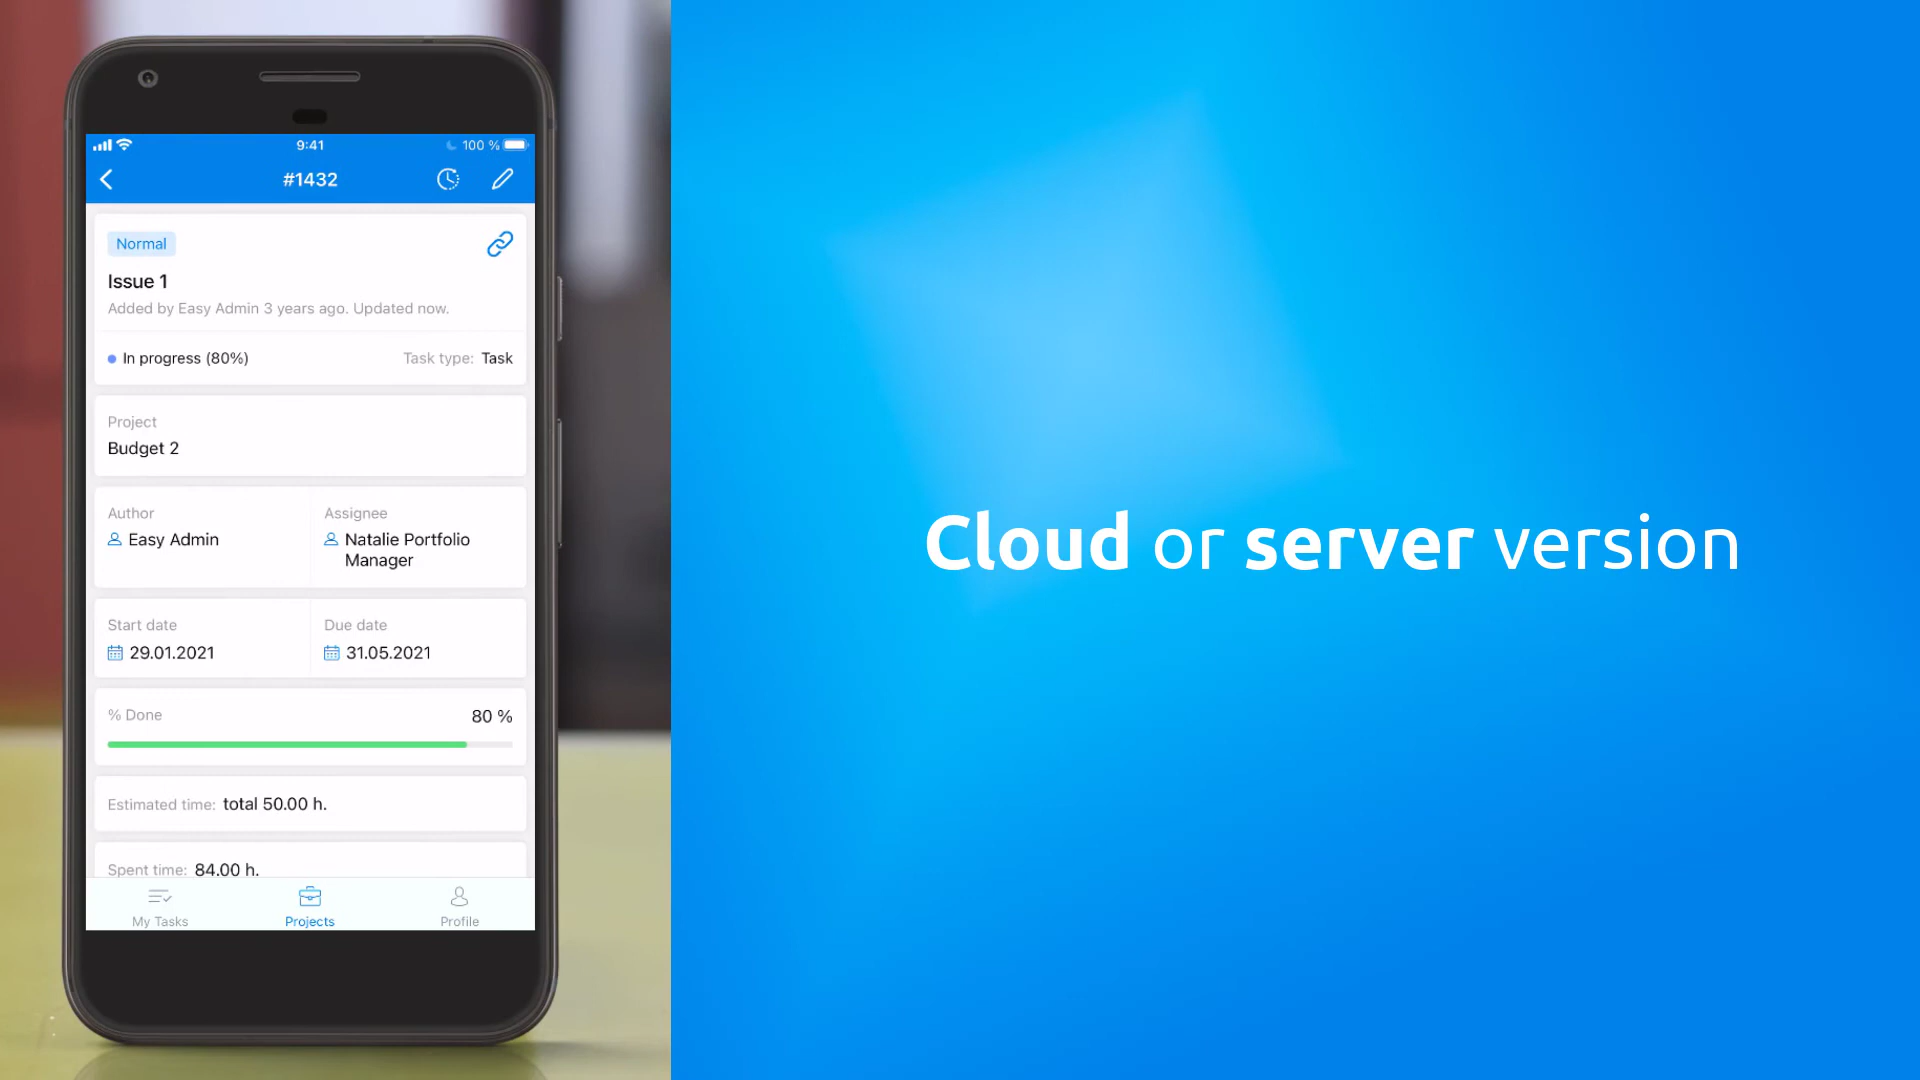 9:41
100 %
#1432
Normal
Issue 1
Added by Easy Admin 3 years ago. Updated now.
In progress (80%)
Task type: Task
Project
Budget 2
Author
Easy Admin
Assignee
Natalie Portfolio
Manager
Start date
29.01.2021
Due date
31.05.2021
% Done
80 %
Estimated time: total 50.00 h.
Spent time: 84.00 h.
My Tasks
Projects
Profile
Cloud or server version